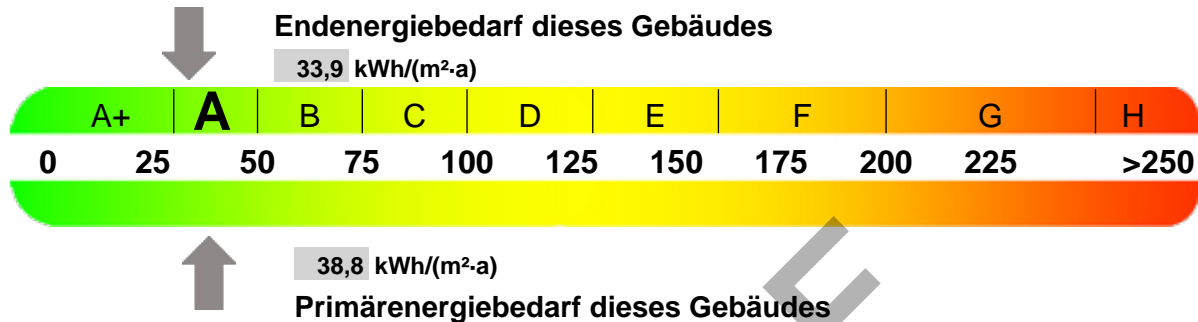 Endenergiebedarf dieses Gebäudes
33,9 kWh/(m²·a)
A+ A B C D E F G H
0 25 50 75 100 125 150 175 200 225 >250
38,8 kWh/(m²·a)
Primärenergiebedarf dieses Gebäudes